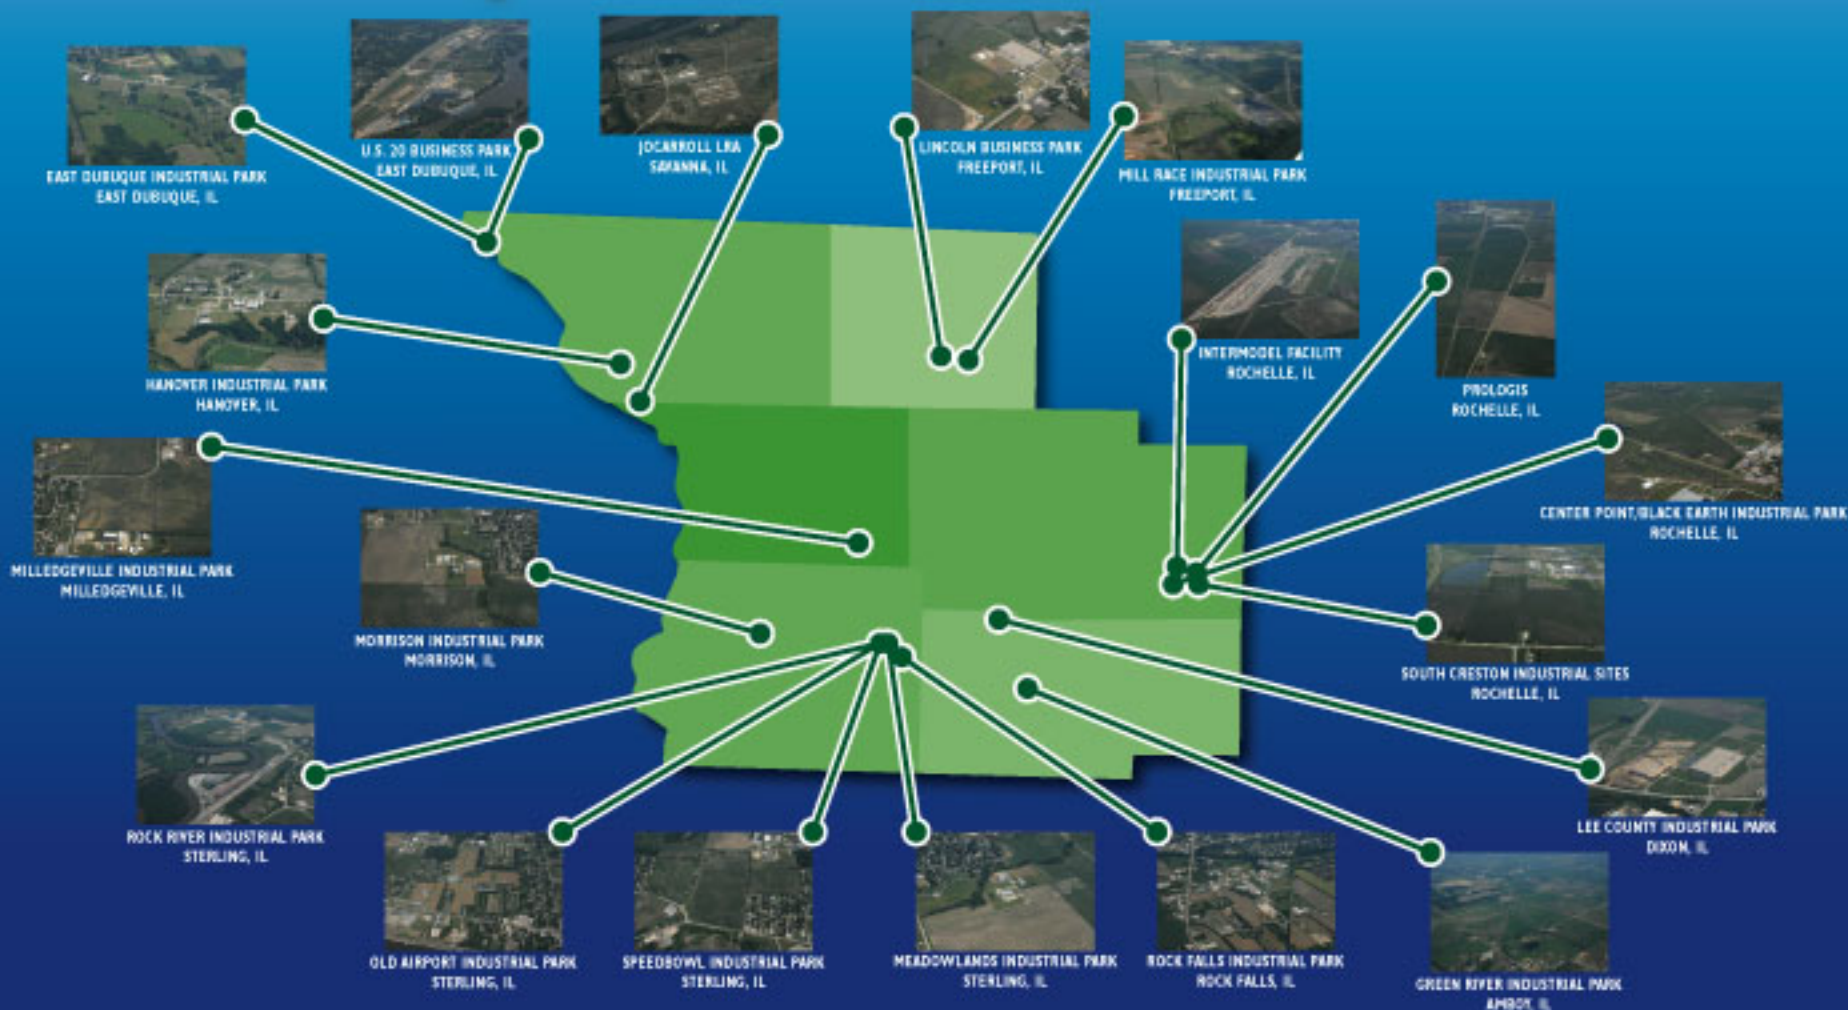 EAST DUBUQUE INDUSTRIAL PARK
EAST DUBUQUE, IL
U.S. 20 BUSINESS PARK
EAST DUBUQUE, IL
JOCARROLL LRA
SAVANNA, IL
LINCOLN BUSINESS PARK
FREEPORT, IL
MILL RACE INDUSTRIAL PARK
FREEPORT, IL
HANOVER INDUSTRIAL PARK
HANOVER, IL
INTERMODEL FACILITY
ROCHELLE, IL
PROLOGIS
ROCHELLE, IL
CENTER POINT/BLACK EARTH INDUSTRIAL PARK
ROCHELLE, IL
MILLEDGEVILLE INDUSTRIAL PARK
MILLEDGEVILLE, IL
MORRISON INDUSTRIAL PARK
MORRISON, IL
SOUTH CRESTON INDUSTRIAL SITES
ROCHELLE, IL
ROCK RIVER INDUSTRIAL PARK
STERLING, IL
LEE COUNTY INDUSTRIAL PARK
DIXON, IL
OLD AIRPORT INDUSTRIAL PARK
STERLING, IL
SPEEDBOWL INDUSTRIAL PARK
STERLING, IL
MEADOWLANDS INDUSTRIAL PARK
STERLING, IL
ROCK FALLS INDUSTRIAL PARK
ROCK FALLS, IL
GREEN RIVER INDUSTRIAL PARK
AMBOY, IL